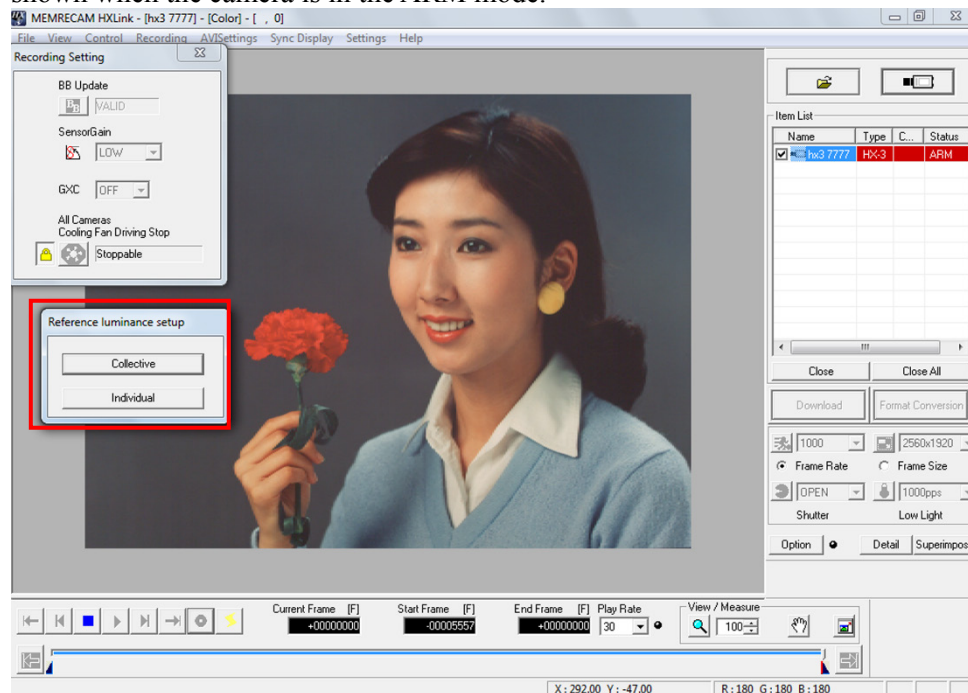 shown when the camera is in the ARM mode.
MEMRECAM HXLink - [hx3 7777] - [Color] - [ , 0]
File View Control Recording AVISettings Sync Display Settings Help
Recording Setting
BB Update
VALID
SensorGain
LOW
GXC OFF
All Cameras
Cooling Fan Driving Stop
Stoppable
Reference luminance setup
Collective
Individual
Item List
Name Type C... Status
hx3 7777 HX-3 ARM
Close Close All
Download Format Conversion
1000 2560x1920
Frame Rate Frame Size
OPEN 1000pps
Shutter Low Light
Option Detail Superimpos
Current Frame [F] Start Frame [F] End Frame [F] Play Rate View / Measure
+00000000 -00005557 +00000000 30 100
X : 292.00 Y : -47.00 R : 180 G : 180 B : 180